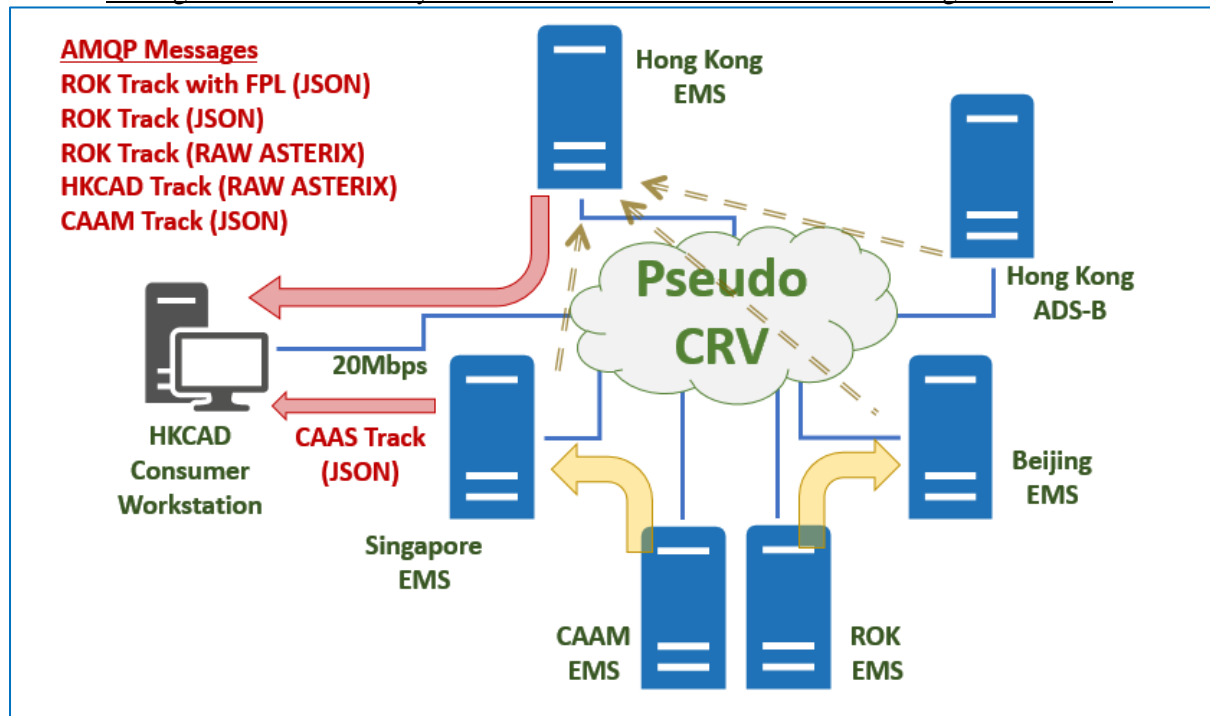 AMQP Messages
ROK Track with FPL (JSON)
ROK Track (JSON)
ROK Track (RAW ASTERIX)
HKCAD Track (RAW ASTERIX)
CAAM Track (JSON)
Hong Kong
EMS
Hong Kong
ADS-B
Pseudo
CRV
20Mbps
HKCAD
Consumer
Workstation
CAAS Track
(JSON)
Singapore
EMS
Beijing
EMS
CAAM
EMS
ROK
EMS